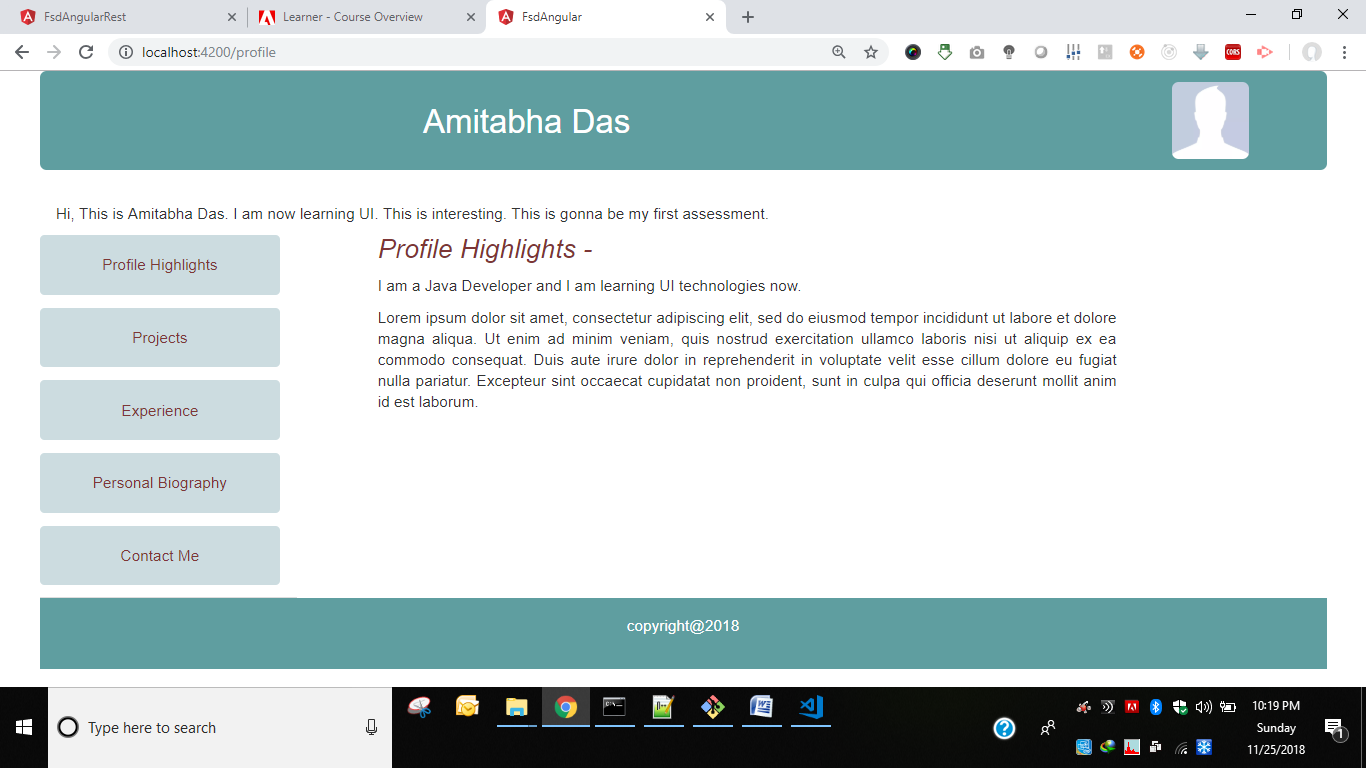 FsdAngularRest
Learner - Course Overview
FsdAngular
localhost:4200/profile
CORS
Amitabha Das
Hi, This is Amitabha Das. I am now learning UI. This is interesting. This is gonna be my first assessment.
Profile Highlights
Projects
Experience
Personal Biography
Contact Me
Profile Highlights -
I am a Java Developer and I am learning UI technologies now.
Lorem ipsum dolor sit amet, consectetur adipiscing elit, sed do eiusmod tempor incididunt ut labore et dolore
magna aliqua. Ut enim ad minim veniam, quis nostrud exercitation ullamco laboris nisi ut aliquip ex ea
commodo consequat. Duis aute irure dolor in reprehenderit in voluptate velit esse cillum dolore eu fugiat
nulla pariatur. Excepteur sint occaecat cupidatat non proident, sunt in culpa qui officia deserunt mollit anim
id est laborum.
copyright@2018
Type here to search
10:19 PM
Sunday
11/25/2018
1